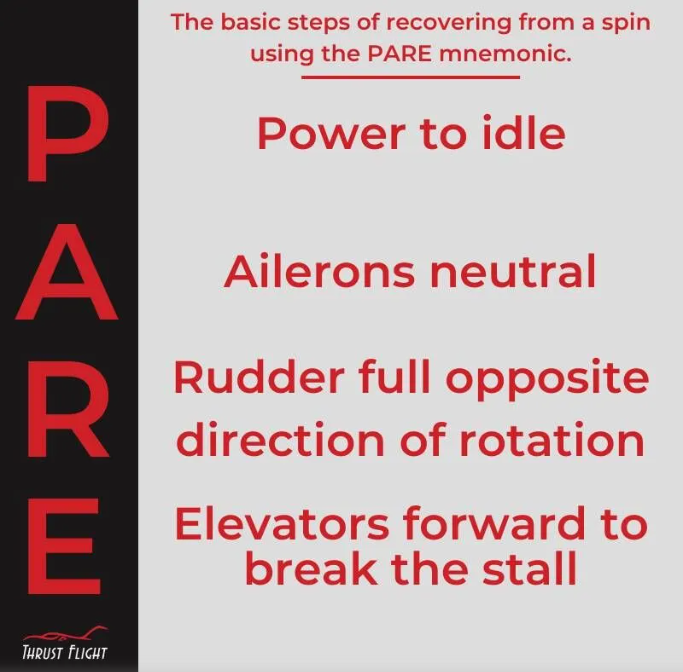 The basic steps of recovering from a spin
using the PARE mnemonic.
P
Power to idle
A
Ailerons neutral
R
Rudder full opposite
direction of rotation
E
Elevators forward to
break the stall
THRUST FLIGHT